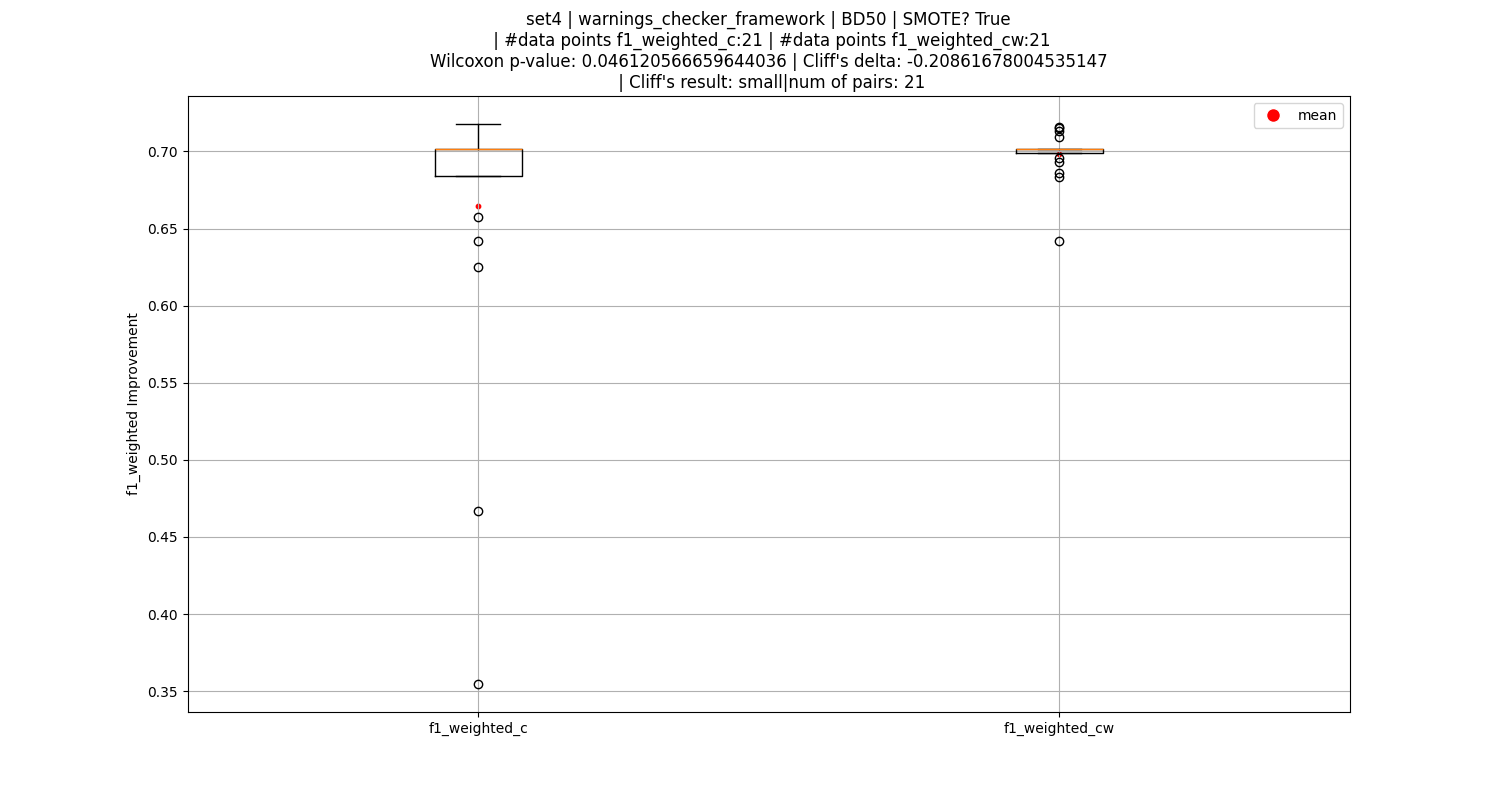 set4 | warnings_checker_framework | BD50 | SMOTE? True
| #data points f1_weighted_c:21 | #data points f1_weighted_cw:21
Wilcoxon p-value: 0.046120566659644036 | Cliff's delta: -0.20861678004535147
| Cliff's result: small|num of pairs: 21
mean
0.70
0.65
0.60
0.55
0.50
0.45
0.40
0.35
f1_weighted Improvement
f1_weighted_c
f1_weighted_cw